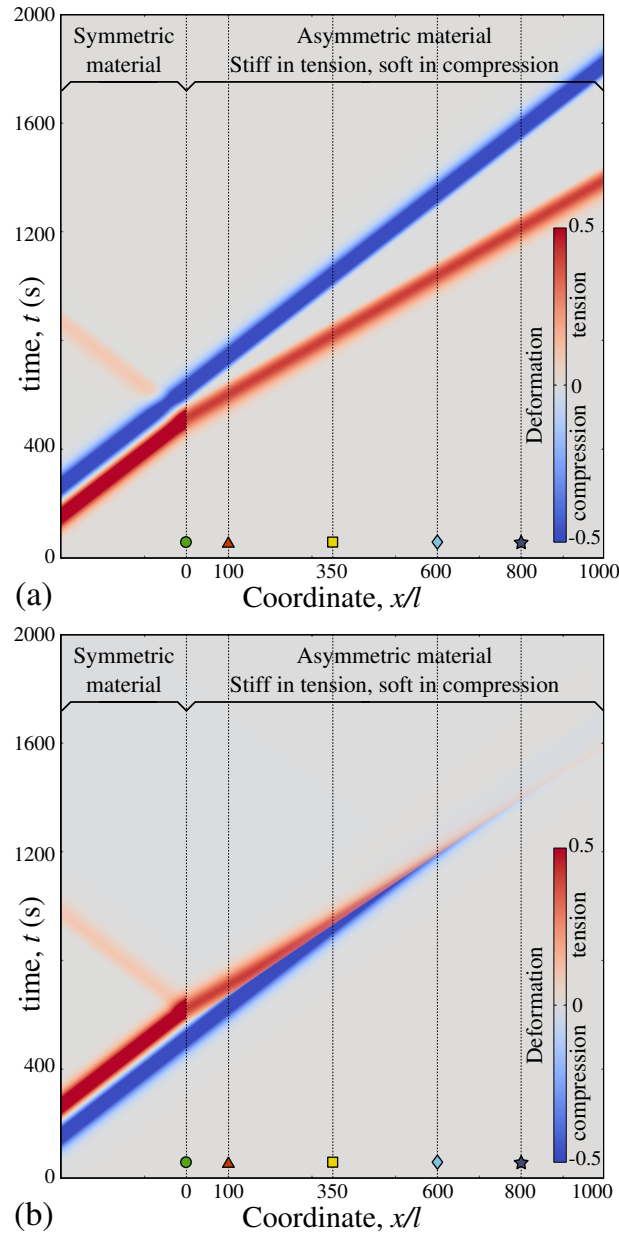 2000
Symmetric
material
Asymmetric material
Stiff in tension, soft in compression
1600
1200
time, t (s)
400
0
0.5
tension
0
Deformation
compression
-0.5
0 100 350 600 800 1000
(a)
Coordinate, x/l
2000
Symmetric
material
Asymmetric material
Stiff in tension, soft in compression
1600
1200
time, t (s)
400
0
0.5
tension
0
Deformation
compression
-0.5
0 100 350 600 800 1000
(b)
Coordinate, x/l